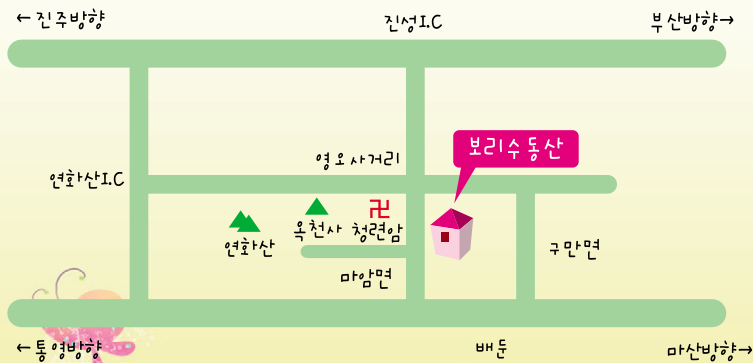 ←진주방향
진성I.C
부산방향→
보리수동산
영오사거리
연화산I.C
옥천사
청련암
연화산
구만면
마암면
←통영방향
배둔
마산방향→